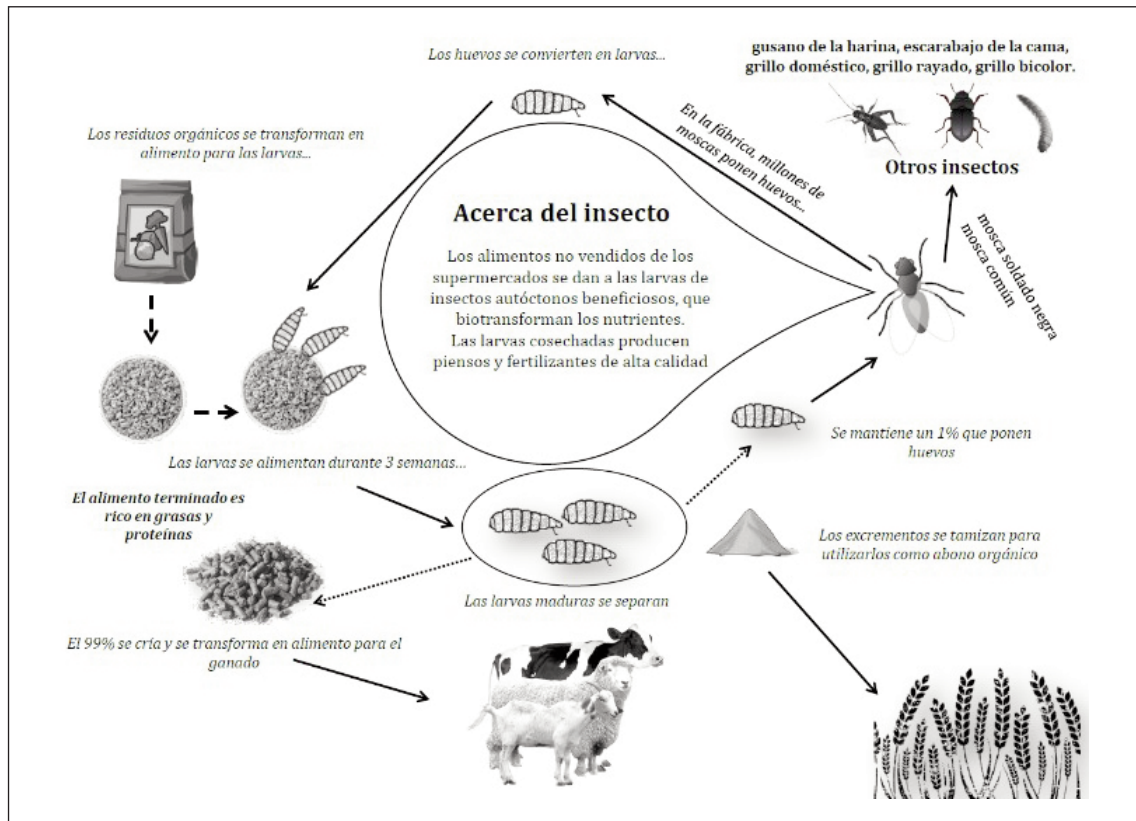 gusano de la harina, escarabajo de la cama,
grillo doméstico, grillo rayado, grillo bicolor.
Otros insectos
mosca soldado negra
mosca común
En la fábrica, millones de
moscas ponen huevos...
Los huevos se convierten en larvas...
Los residuos orgánicos se transforman en
alimento para las larvas...
Acerca del insecto
Los alimentos no vendidos de los
supermercados se dan a las larvas de
insectos autóctonos beneficiosos, que
biotransforman los nutrientes.
Las larvas cosechadas producen
piensos y fertilizantes de alta calidad
Se mantiene un 1% que ponen
huevos
Las larvas se alimentan durante 3 semanas...
El alimento terminado es
rico en grasas y
proteínas
Los excrementos se tamizan para
utilizarlos como abono orgánico
Las larvas maduras se separan
El 99% se cría y se transforma en alimento para el
ganado